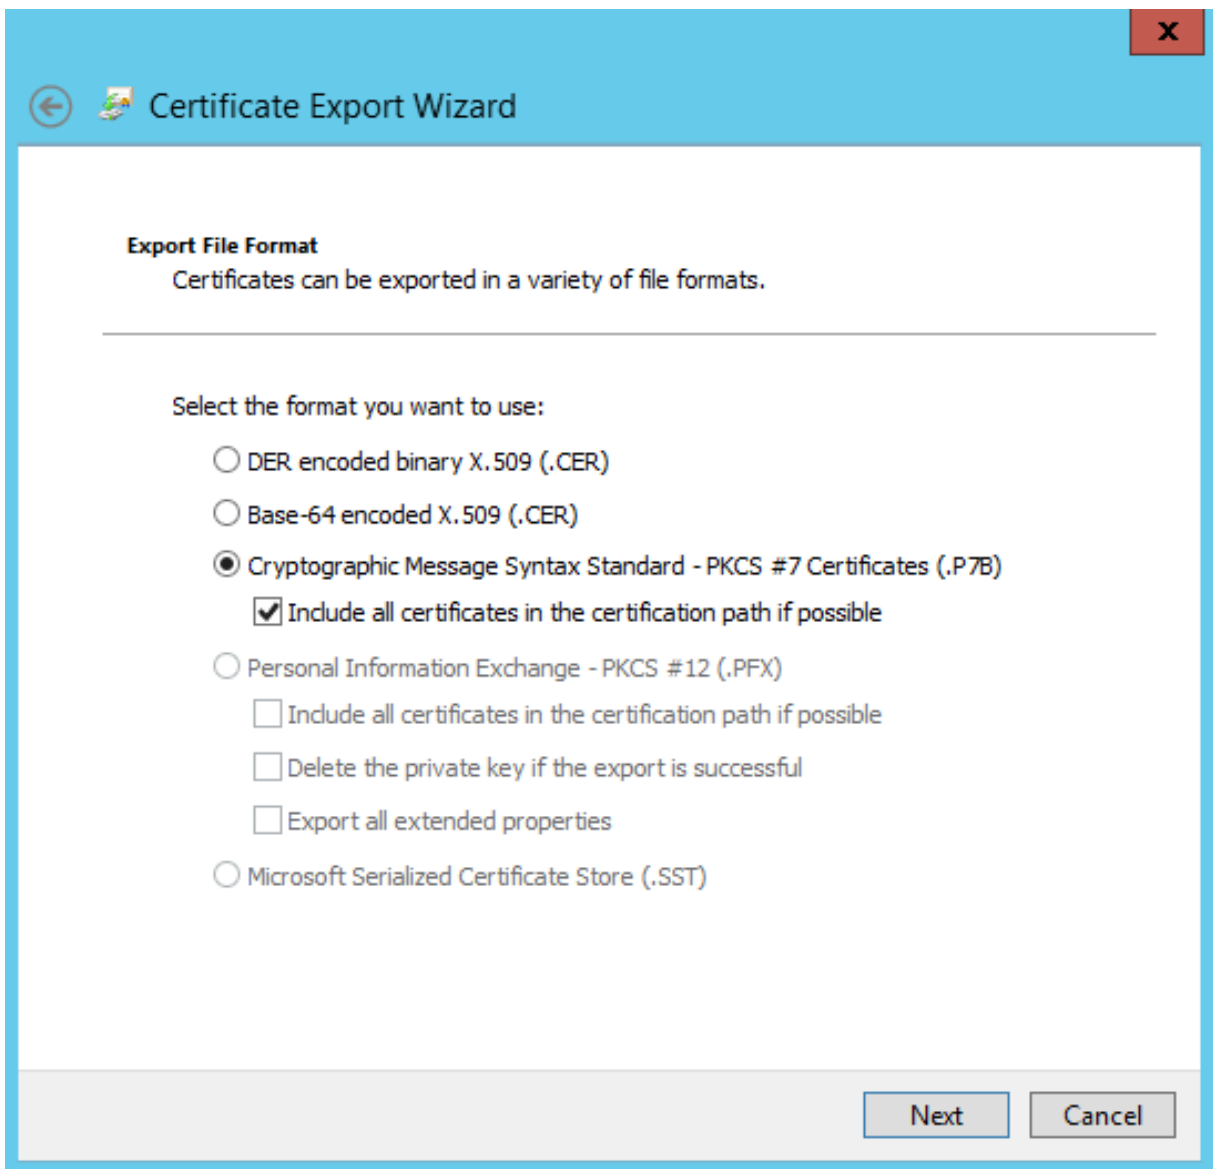 x
Certificate Export Wizard
Export File Format
Certificates can be exported in a variety of file formats.
Select the format you want to use:
DER encoded binary X.509 (.CER)
Base-64 encoded X.509 (.CER)
Cryptographic Message Syntax Standard - PKCS #7 Certificates (.P7B)
Include all certificates in the certification path if possible
Personal Information Exchange - PKCS #12 (.PFX)
Include all certificates in the certification path if possible
Delete the private key if the export is successful
Export all extended properties
Microsoft Serialized Certificate Store (.SST)
Next Cancel